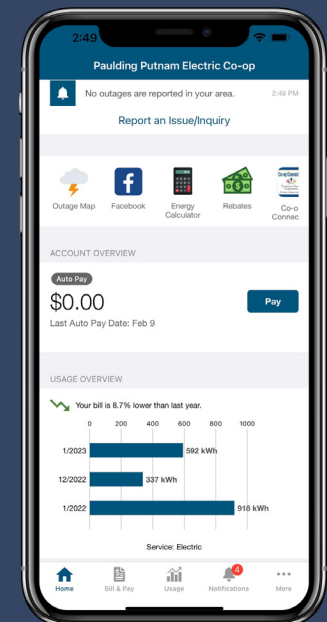 2:49
Paulding Putnam Electric Co-op
No outages are reported in your area. 2:49 PM
Report an Issue/Inquiry
Outage Map Facebook Energy Calculator Rebates Co-o Connec
ACCOUNT OVERVIEW
Auto Pay
$0.00
Pay
Last Auto Pay Date: Feb 9
USAGE OVERVIEW
Your bill is 8.7% lower than last year.
0 200 400 600 800 1000
1/2023 592 kWh
12/2022 337 kWh
1/2022 918 kWh
Service: Electric
4
Home Bill & Pay Usage Notifications More